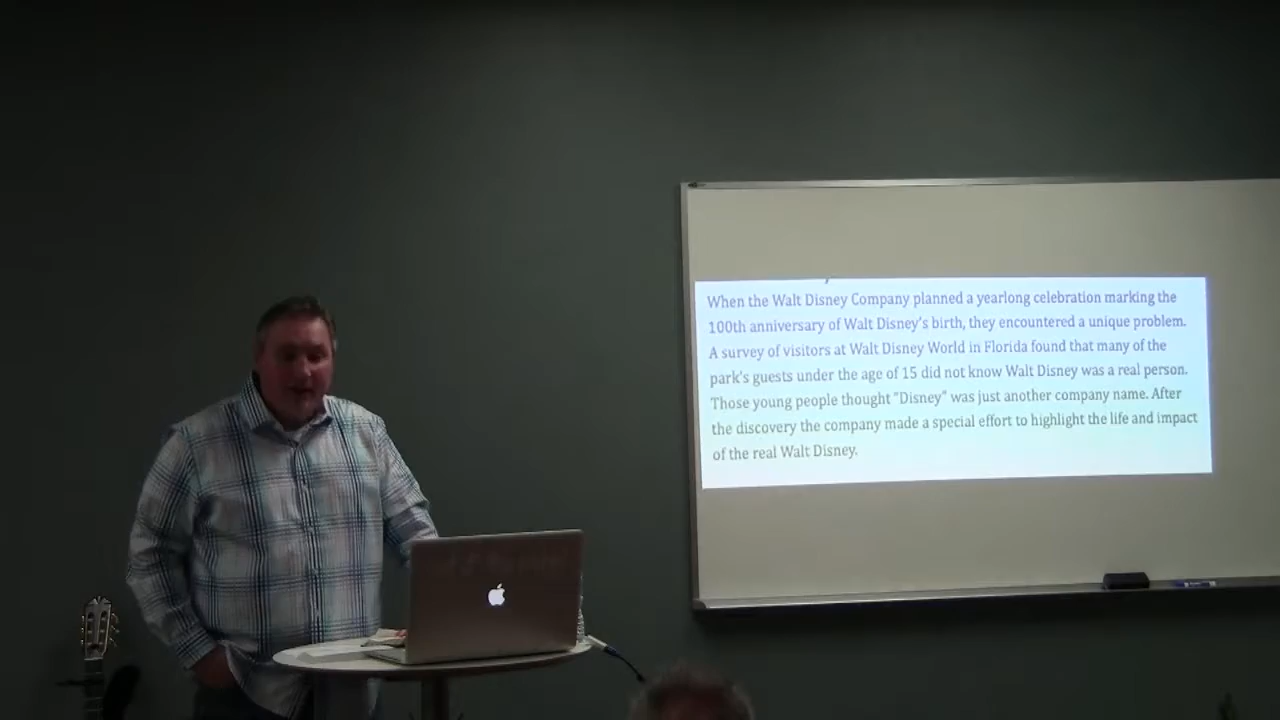 When the Walt Disney Company planned a yearlong celebration marking the
100th anniversary of Walt Disney's birth, they encountered a unique problem.
A survey of visitors at Walt Disney World in Florida found that many of the
park's guests under the age of 15 did not know Walt Disney was a real person.
Those young people thought "Disney" was just another company name. After
the discovery the company made a special effort to highlight the life and impact
of the real Walt Disney.